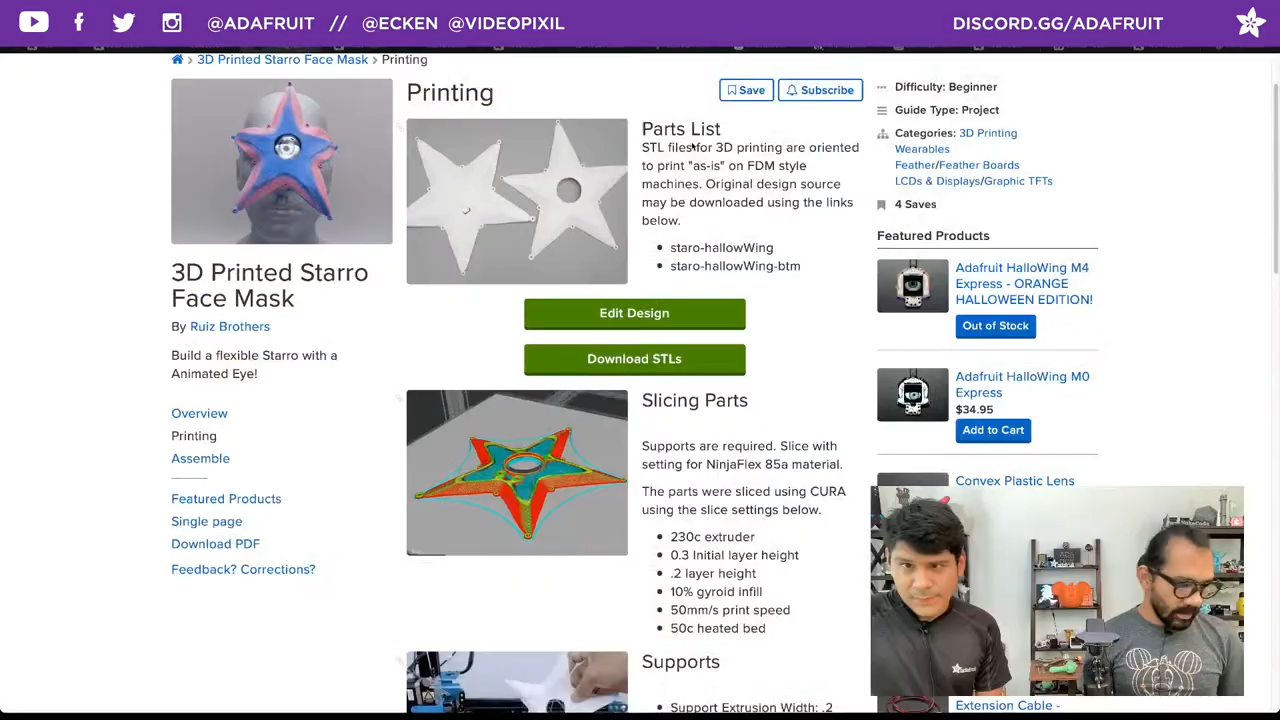 @ADAFRUIT // @ECKEN @VIDEOPIXIL
DISCORD.GG/ADAFRUIT
3D Printed Starro Face Mask > Printing
3D Printed Starro
Face Mask
By Ruiz Brothers
Build a flexible Starro with a
Animated Eye!
Overview
Printing
Assemble
Featured Products
Single page
Download PDF
Feedback? Corrections?
Printing
Save
Subscribe
Parts List
STL files for 3D printing are oriented
to print "as-is" on FDM style
machines. Original design source
may be downloaded using the links
below.
staro-hallowWing
staro-hallowWing-btm
Edit Design
Download STLs
Slicing Parts
Supports are required. Slice with
setting for NinjaFlex 85a material.
The parts were sliced using CURA
using the slice settings below.
230c extruder
0.3 Initial layer height
.2 layer height
10% gyroid infill
50mm/s print speed
50c heated bed
Supports
Support Extrusion Width: .2
Difficulty: Beginner
Guide Type: Project
Categories: 3D Printing
Wearables
Feather/Feather Boards
LCDs & Displays/Graphic TFTs
4 Saves
Featured Products
Adafruit HalloWing M4
Express - ORANGE
HALLOWEEN EDITION!
Out of Stock
Adafruit HalloWing M0
Express
$34.95
Add to Cart
Convex Plastic Lens
Extension Cable -